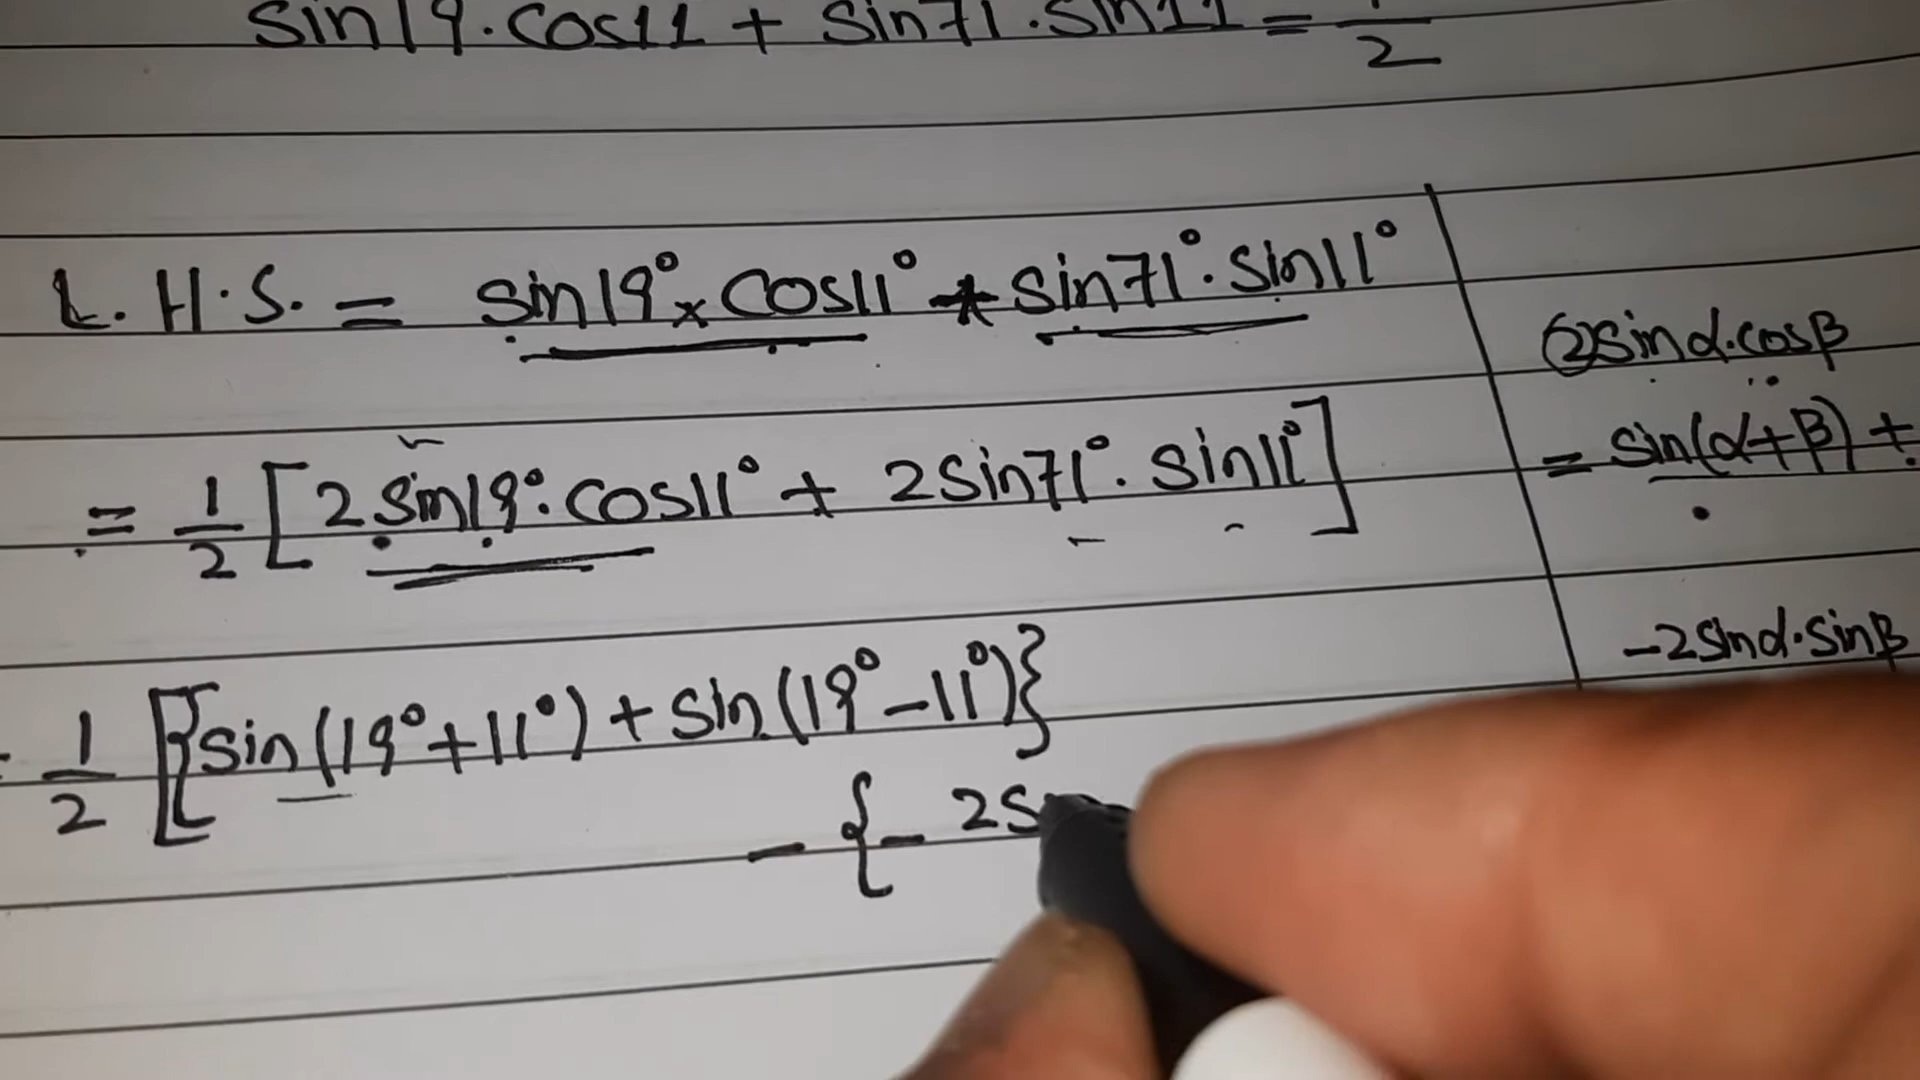 sin19.cos11 + sin71.sin11 = /2
L.H.S. = sin19°×cos11° + sin71°.sin11°
= 1/2 [2sin19°.cos11° + 2sin71°.sin11°]
= 1/2 [{sin(19°+11°)+sin(19°-11°)}
- {- 2s
2sinα.cosβ
= sin(α+β)+
-2sinα.sinβ